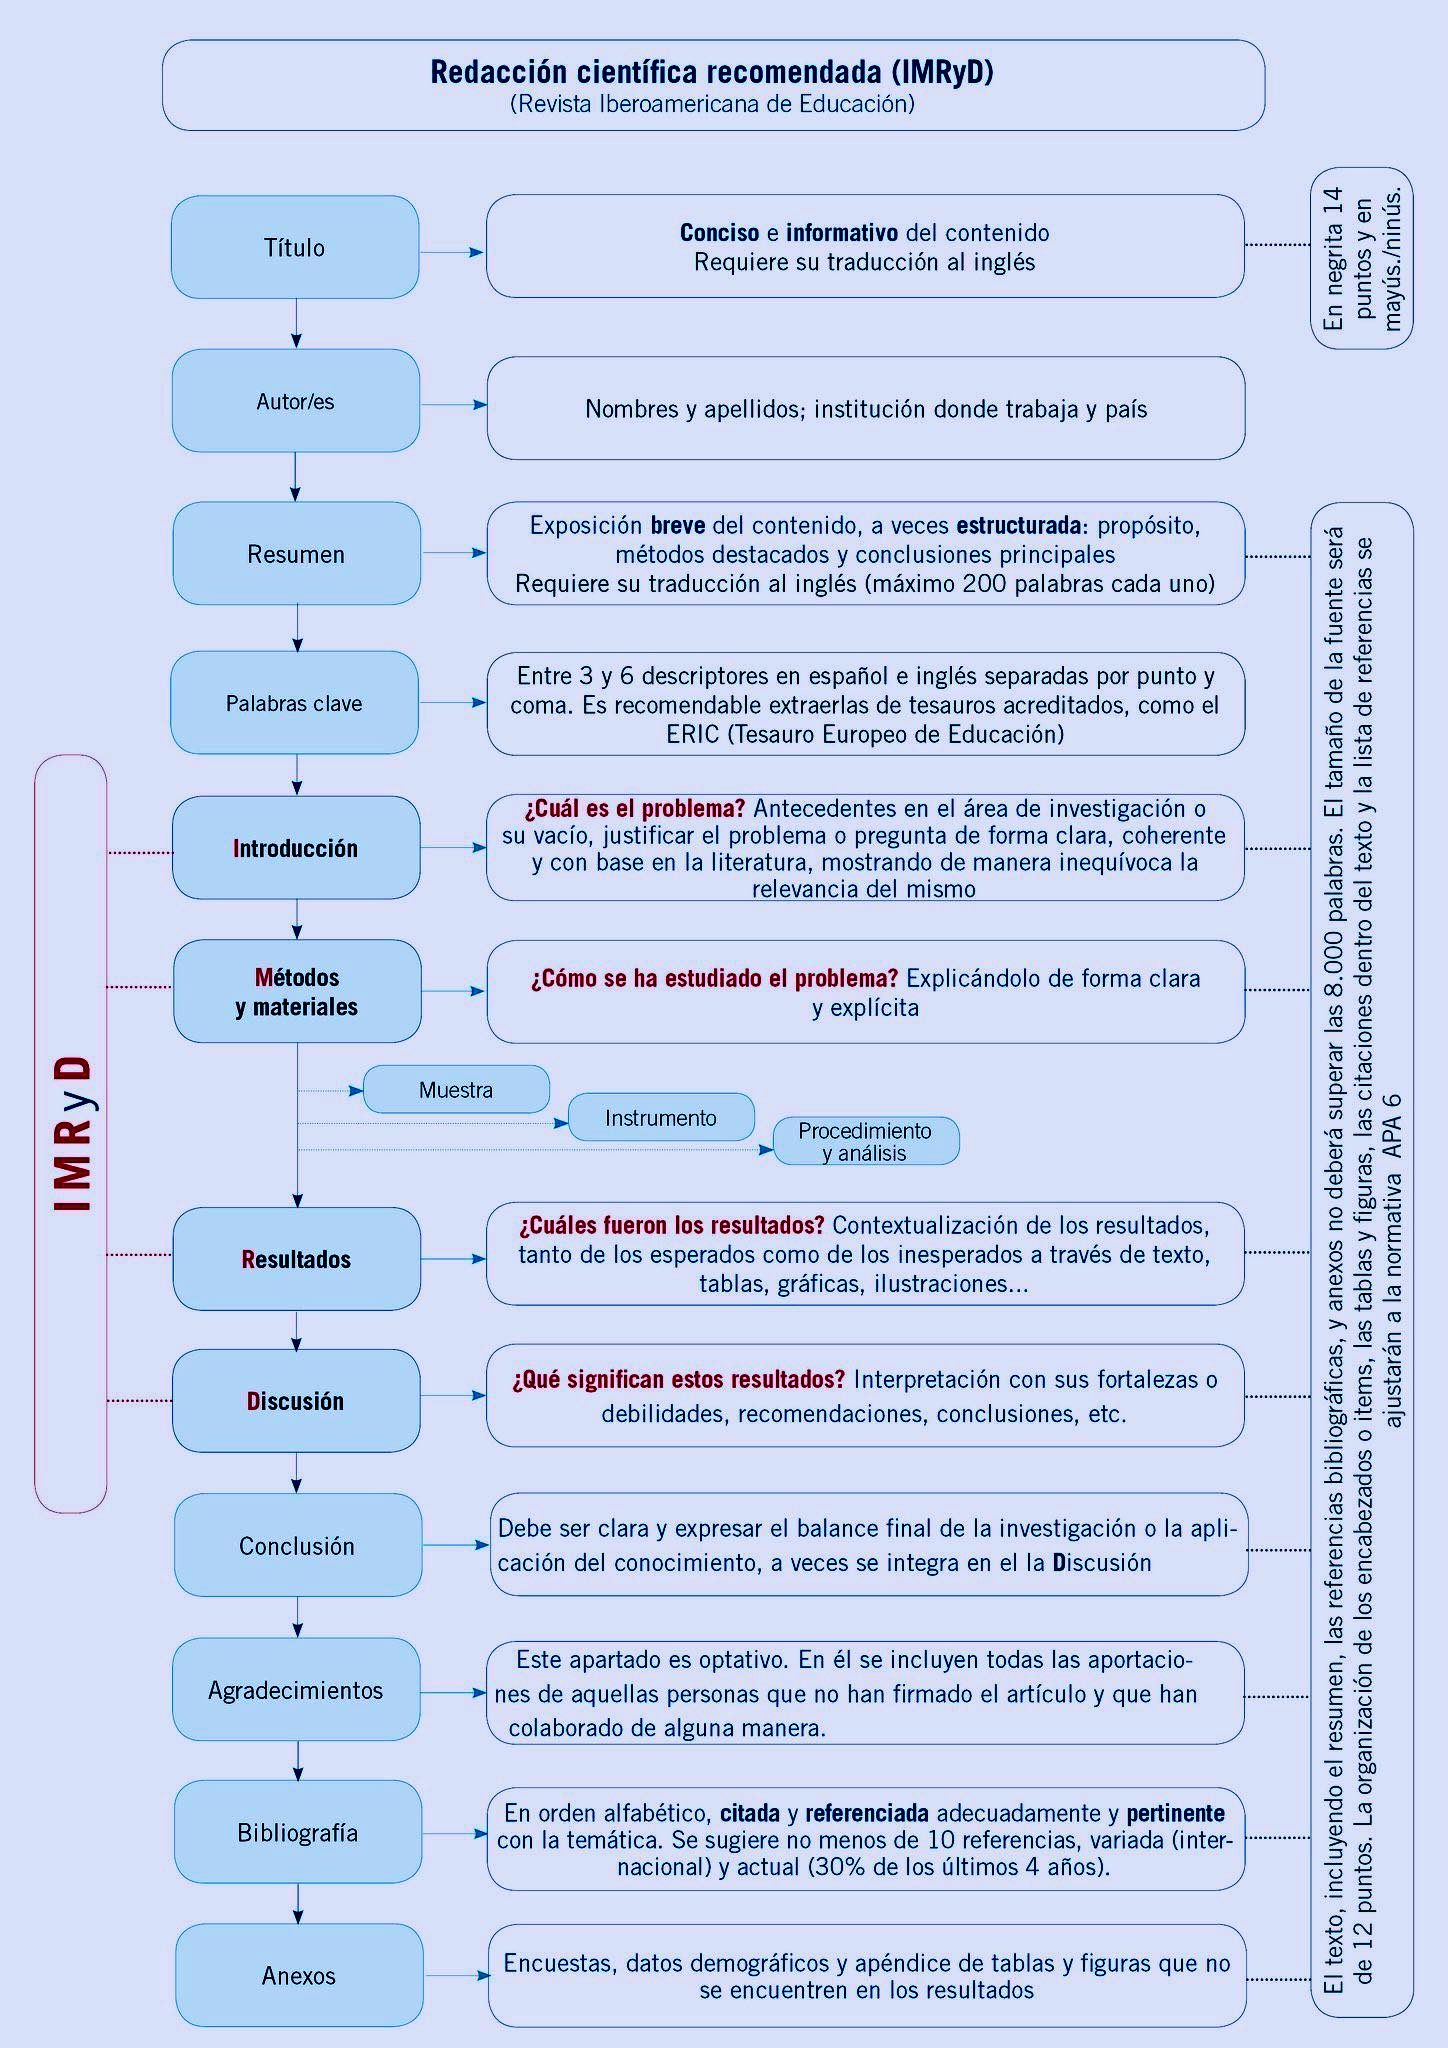 Redacción científica recomendada (IMRyD)
(Revista Iberoamericana de Educación)
Título
Conciso e informativo del contenido
Requiere su traducción al inglés
En negrita 14
puntos y en
mayús./ninús.
Autor/es
Nombres y apellidos; institución donde trabaja y país
Resumen
Exposición breve del contenido, a veces estructurada: propósito,
métodos destacados y conclusiones principales
Requiere su traducción al inglés (máximo 200 palabras cada uno)
Palabras clave
Entre 3 y 6 descriptores en español e inglés separadas por punto y
coma. Es recomendable extraerlas de tesauros acreditados, como el
ERIC (Tesauro Europeo de Educación)
IMRyD
Introducción
¿Cuál es el problema? Antecedentes en el área de investigación o
su vacío, justificar el problema o pregunta de forma clara, coherente
y con base en la literatura, mostrando de manera inequívoca la
relevancia del mismo
Métodos
y materiales
¿Cómo se ha estudiado el problema? Explicándolo de forma clara
y explícita
Muestra
Instrumento
Procedimiento
y análisis
Resultados
¿Cuáles fueron los resultados? Contextualización de los resultados,
tanto de los esperados como de los inesperados a través de texto,
tablas, gráficas, ilustraciones...
Discusión
¿Qué significan estos resultados? Interpretación con sus fortalezas o
debilidades, recomendaciones, conclusiones, etc.
Conclusión
Debe ser clara y expresar el balance final de la investigación o la apli-
cación del conocimiento, a veces se integra en el la Discusión
Agradecimientos
Este apartado es optativo. En él se incluyen todas las aportacio-
nes de aquellas personas que no han firmado el artículo y que han
colaborado de alguna manera.
Bibliografía
En orden alfabético, citada y referenciada adecuadamente y pertinente
con la temática. Se sugiere no menos de 10 referencias, variada (inter-
nacional) y actual (30% de los últimos 4 años).
Anexos
Encuestas, datos demográficos y apéndice de tablas y figuras que no
se encuentren en los resultados
El texto, incluyendo el resumen, las referencias bibliográficas, y anexos no deberá superar las 8.000 palabras. El tamaño de la fuente será
de 12 puntos. La organización de los encabezados o items, las tablas y figuras, las citaciones dentro del texto y la lista de referencias se
ajustarán a la normativa APA 6